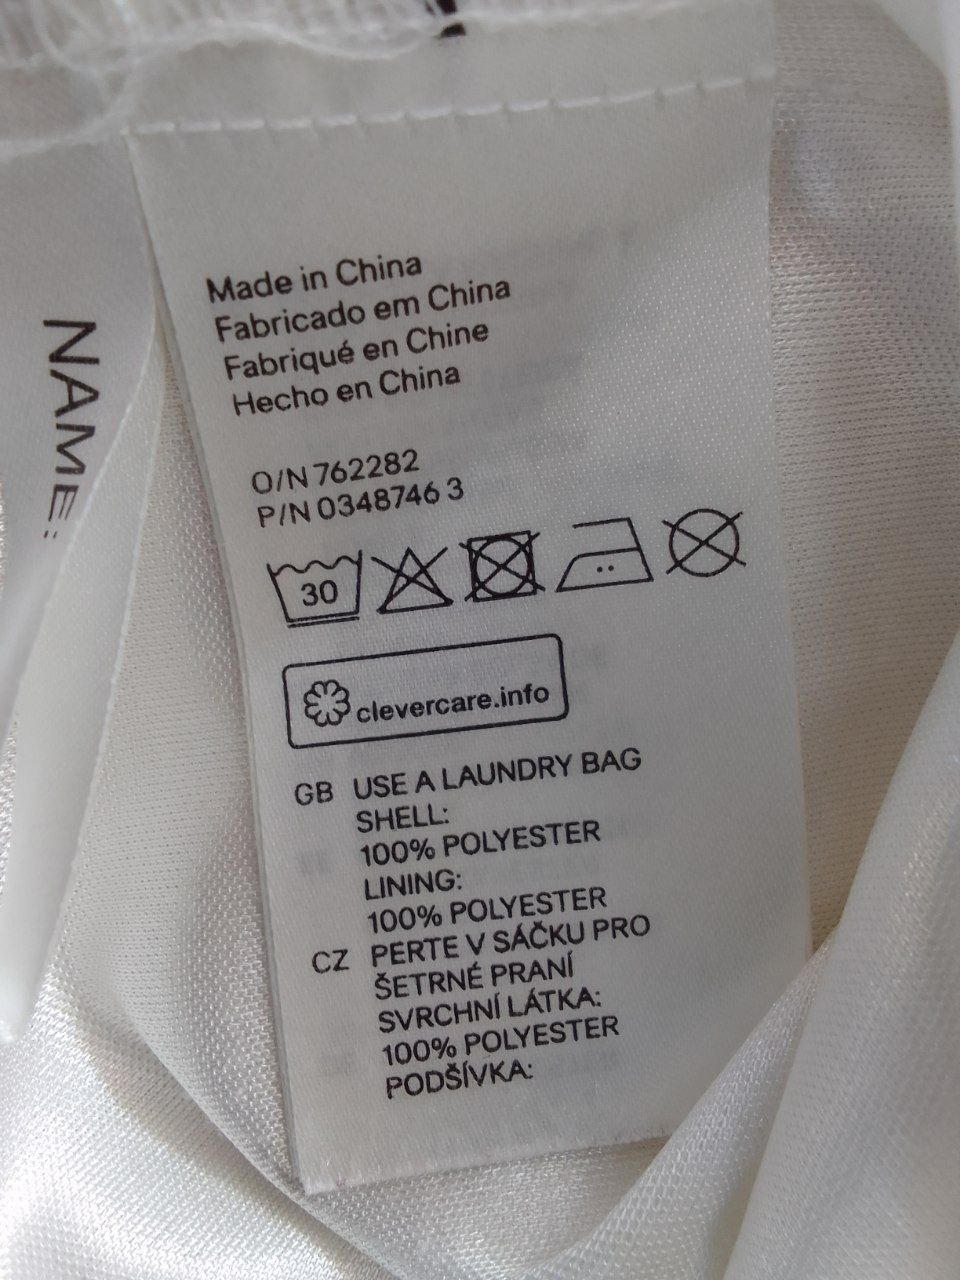 NAME:
Made in China
Fabricado em China
Fabriqué en Chine
Hecho en China
O/N 762282
P/N 0348746 3
30
clevercare.info
GB USE A LAUNDRY BAG
SHELL:
100% POLYESTER
LINING:
100% POLYESTER
CZ PERTE V SÁČKU PRO
ŠETRNÉ PRANÍ
SVRCHNÍ LÁTKA:
100% POLYESTER
PODŠÍVKA: